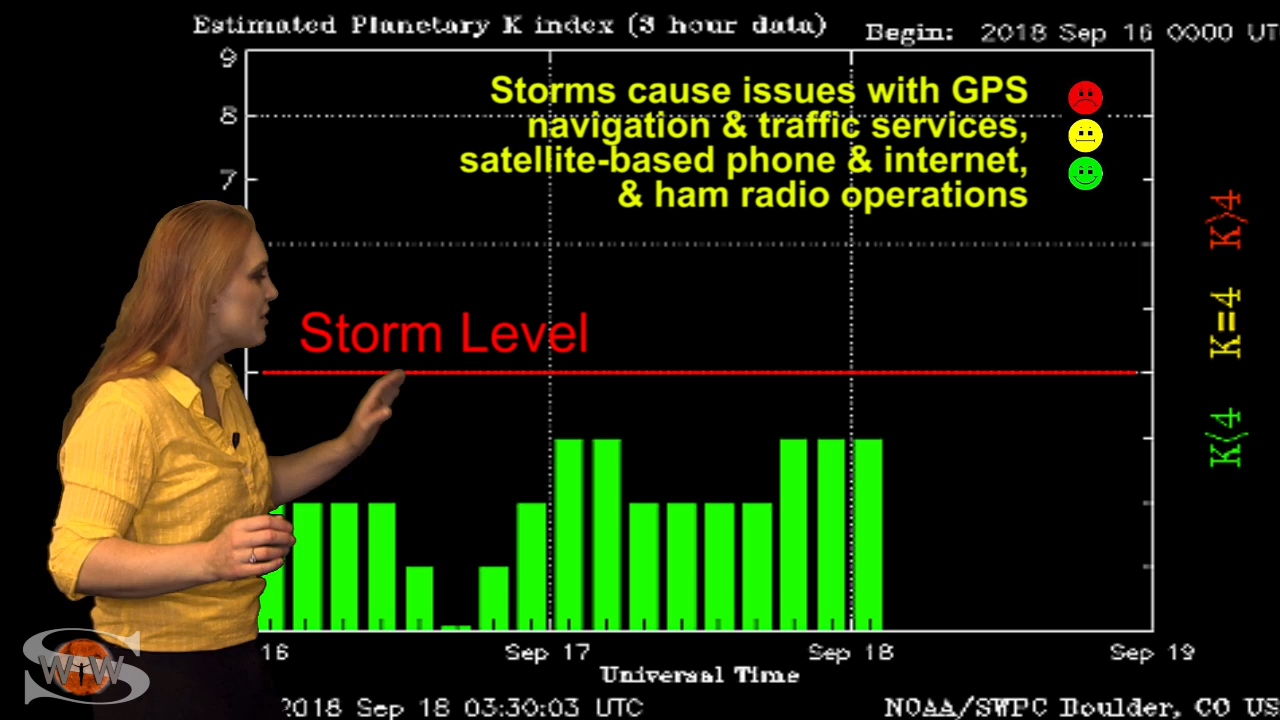 Estimated Planetary K index (3 hour data)
Begin: 2018 Sep 16 0000 UT
9
8
7
Storms cause issues with GPS
navigation & traffic services,
satellite-based phone & internet,
& ham radio operations
Storm Level
K>4
K=4
K<4
16
Sep 17
Sep 18
Sep 19
Universal Time
2018 Sep 18 03:30:03 UTC
NOAA/SWPC Boulder, CO US
SWTW